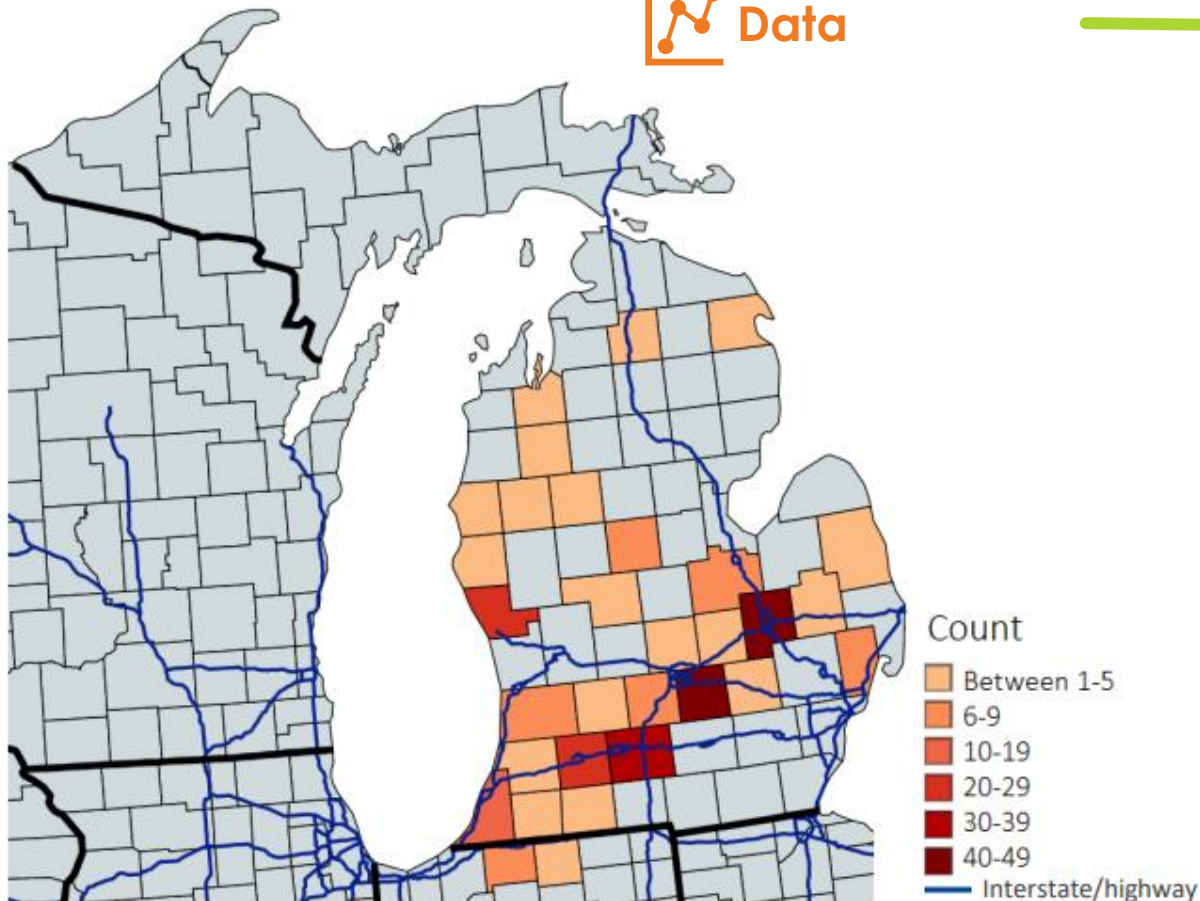 Data
Count
Between 1-5
6-9
10-19
20-29
30-39
40-49
Interstate/highway